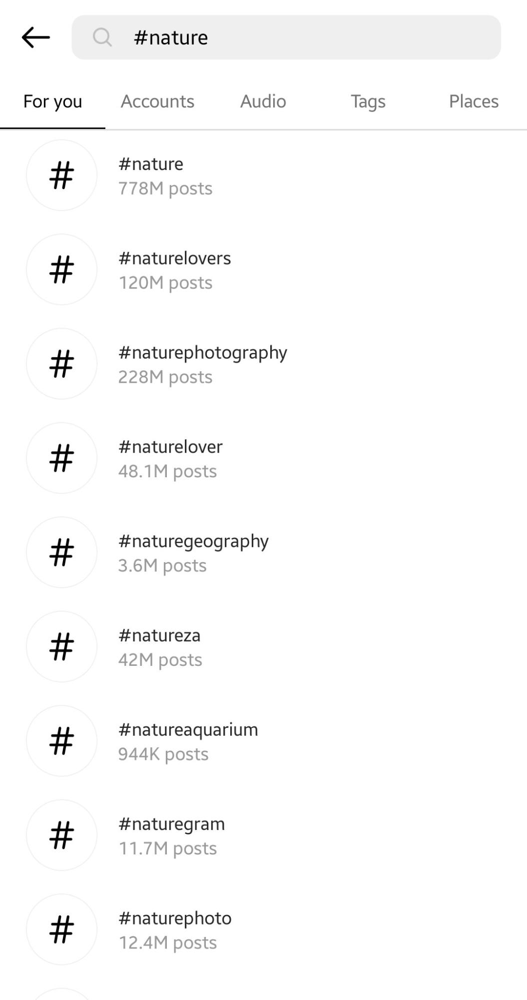 #nature
For you Accounts Audio Tags Places
#
#nature
778M posts
#
#naturelovers
120M posts
#
#naturephotography
228M posts
#
#naturelover
48.1M posts
#
#naturegeography
3.6M posts
#
#natureza
42M posts
#
#natureaquarium
944K posts
#
#naturegram
11.7M posts
#
#naturephoto
12.4M posts